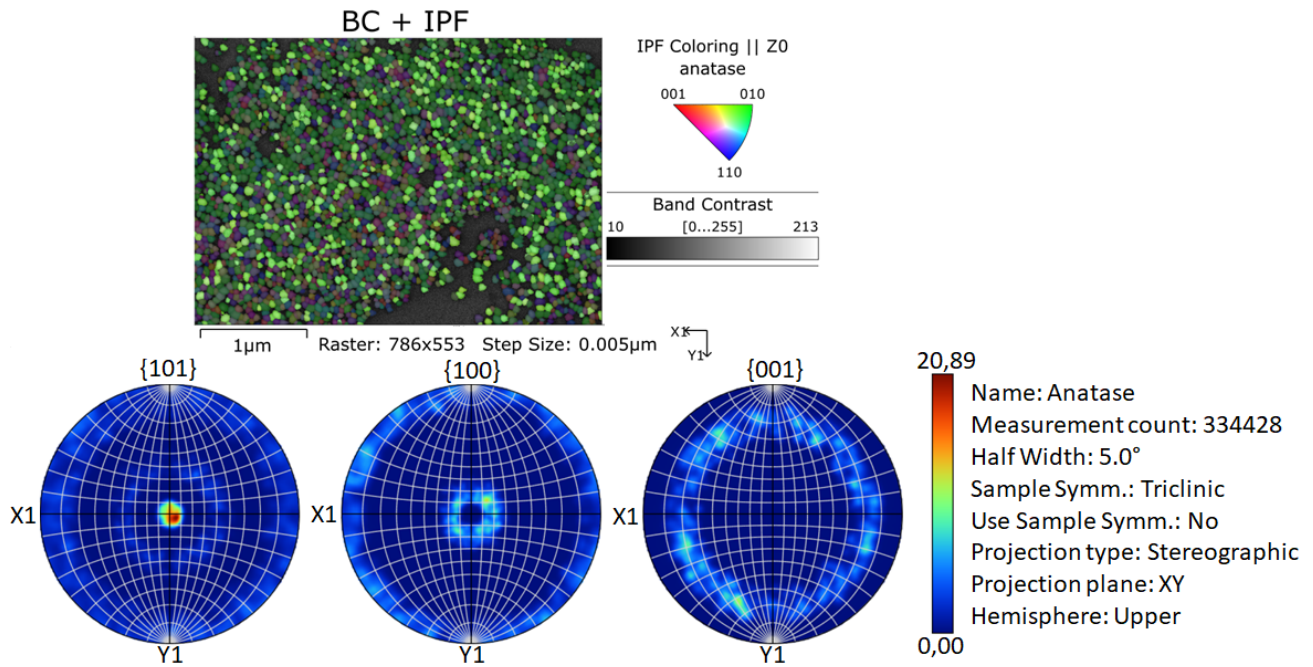 BC + IPF
IPF Coloring || Z0
anatase
001 010
110
Band Contrast
10 [0...255] 213
1µm Raster: 786x553 Step Size: 0.005µm
X1
Y1
{101} {100} {001}
20,89
Name: Anatase
Measurement count: 334428
Half Width: 5.0°
Sample Symm.: Triclinic
X1 X1 X1
Use Sample Symm.: No
Projection type: Stereographic
Projection plane: XY
Hemisphere: Upper
0,00
Y1 Y1 Y1